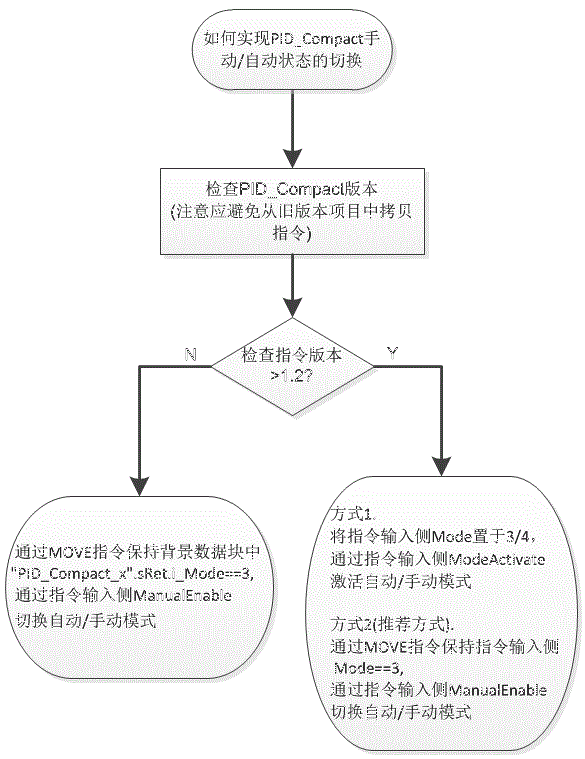 如何实现PID_Compact手
动/自动状态的切换
检查PID_Compact版本
(注意应避免从旧版本项目中拷贝
指令)
检查指令版本
>1.2?
N
Y
通过MOVE指令保持背景数据块中
"PID_Compact_x".sRet.i_Mode==3,
通过指令输入侧ManualEnable
切换自动/手动模式
方式1.
将指令输入侧Mode置于3/4,
通过指令输入侧ModeActivate
激活自动/手动模式
方式2(推荐方式).
通过MOVE指令保持指令输入侧
Mode==3,
通过指令输入侧ManualEnable
切换自动/手动模式